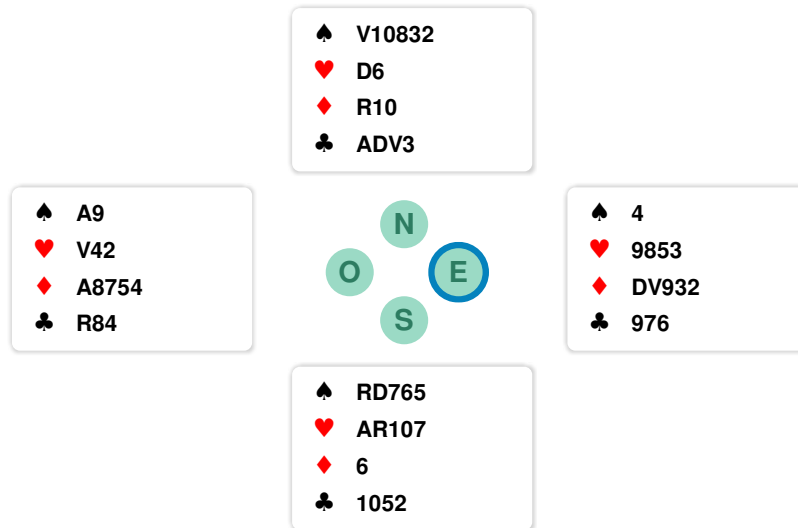 ♠ V10832
♥ D6
♦ R10
♣ ADV3
♠ A9
♥ V42
♦ A8754
♣ R84
N
O E
S
♠ 4
♥ 9853
♦ DV932
♣ 976
♠ RD765
♥ AR107
♦ 6
♣ 1052